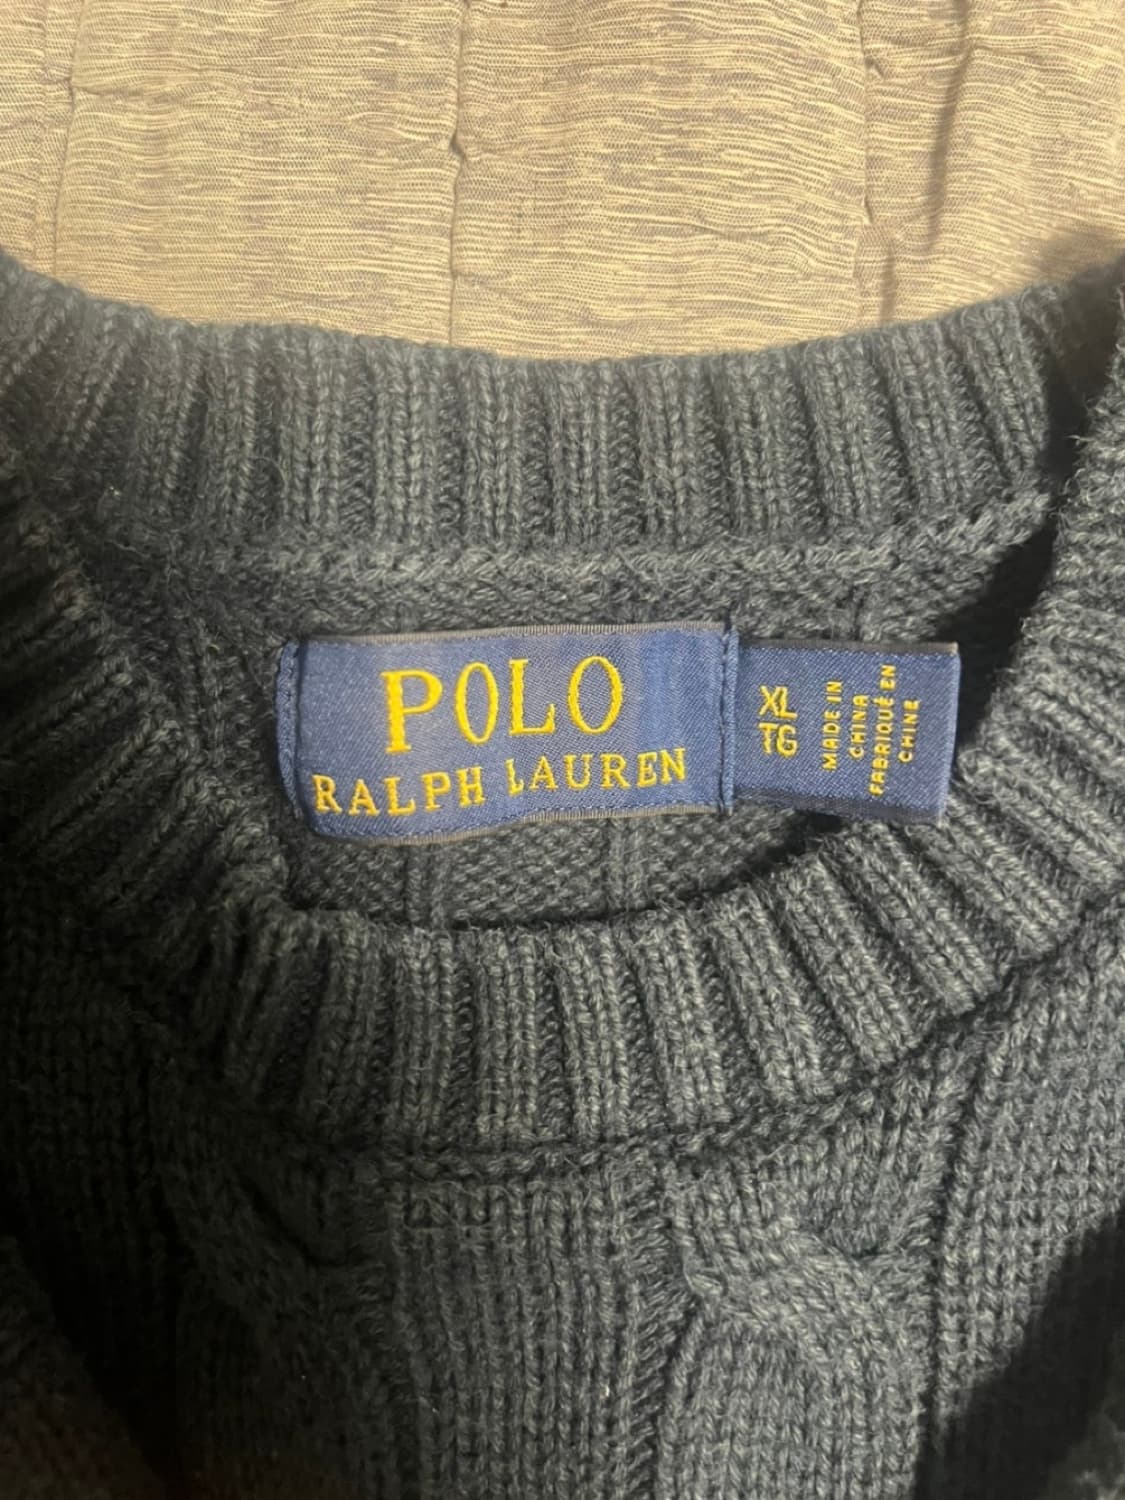 POLO
RALPH LAUREN
XL
TG
MADE IN
CHINA
FABRIQUÉ EN
CHINE